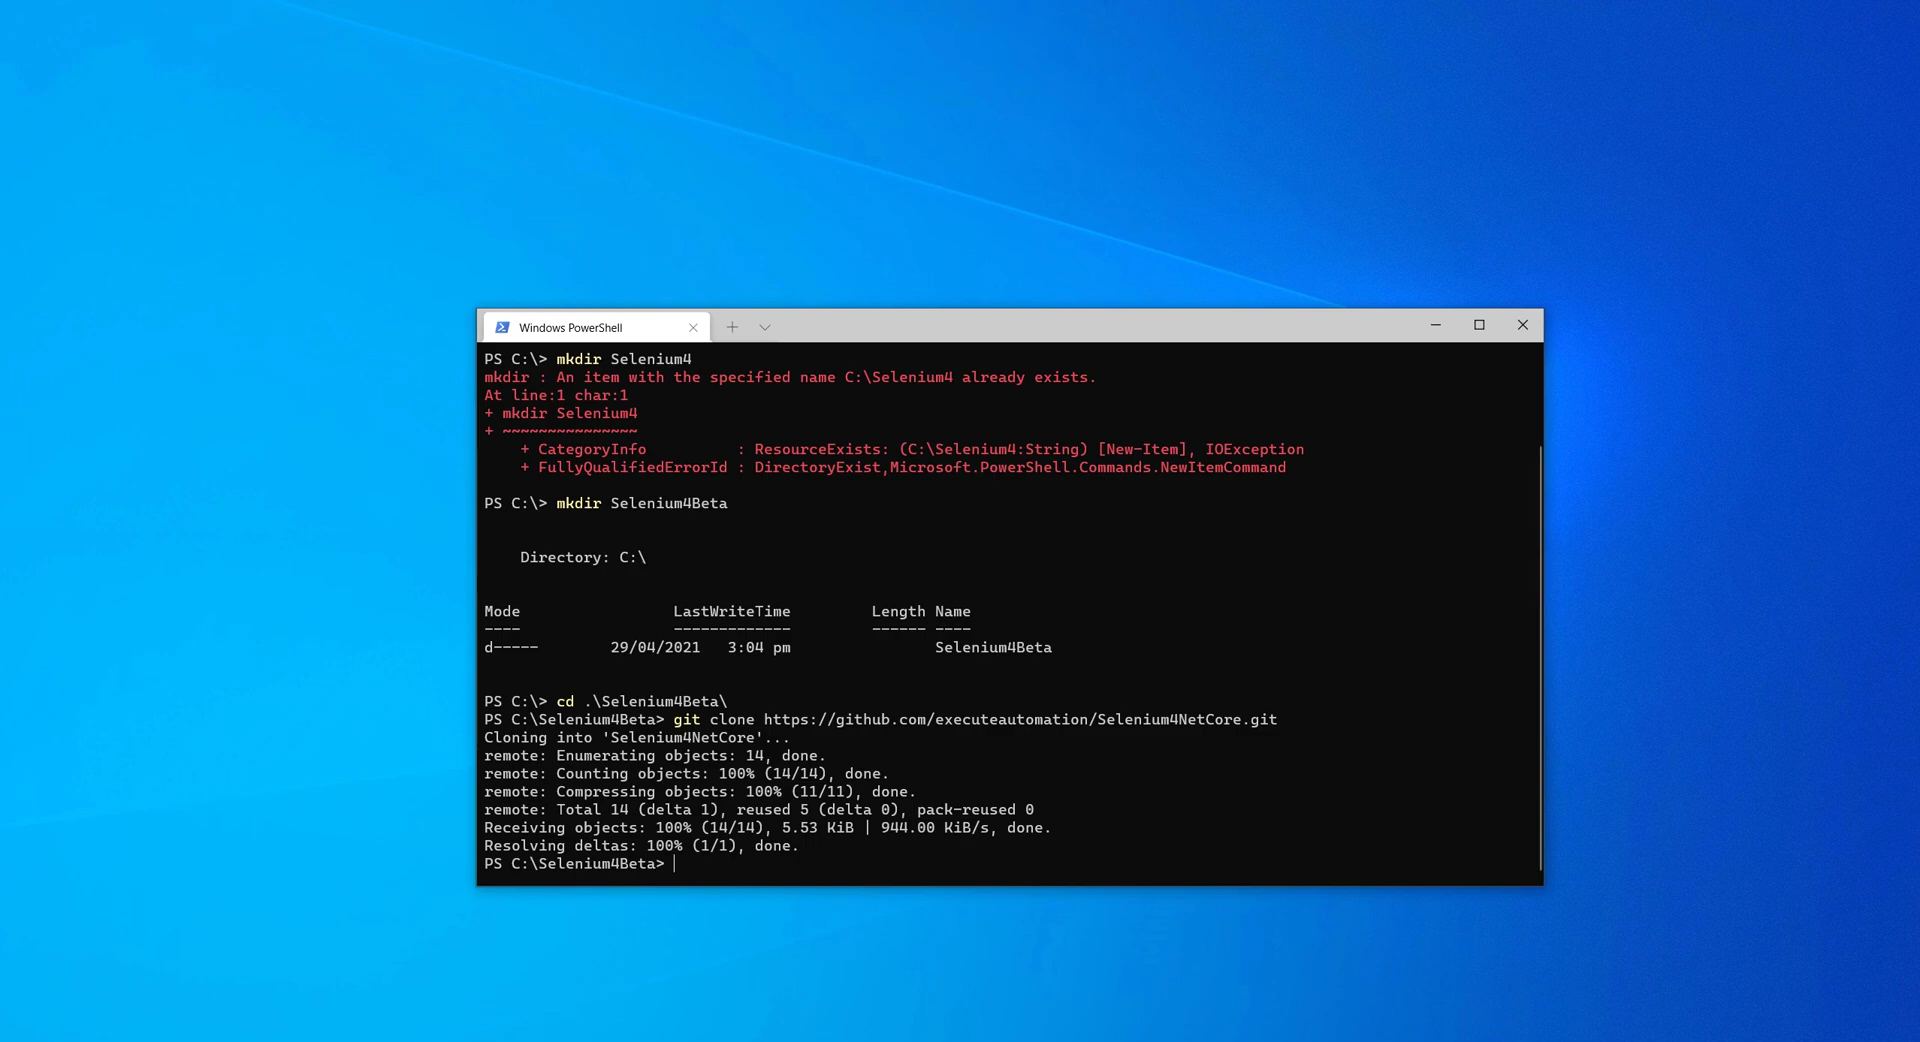 Windows PowerShell
PS C:\> mkdir Selenium4
mkdir : An item with the specified name C:\Selenium4 already exists.
At line:1 char:1
+ mkdir Selenium4
+ ~~~~~~~~~~~~~~~
    + CategoryInfo          : ResourceExists: (C:\Selenium4:String) [New-Item], IOException
    + FullyQualifiedErrorId : DirectoryExist,Microsoft.PowerShell.Commands.NewItemCommand
PS C:\> mkdir Selenium4Beta
    Directory: C:\
Mode                 LastWriteTime         Length Name
----                 -------------         ------ ----
d-----        29/04/2021   3:04 pm                Selenium4Beta
PS C:\> cd .\Selenium4Beta\
PS C:\Selenium4Beta> git clone https://github.com/executeautomation/Selenium4NetCore.git
Cloning into 'Selenium4NetCore'...
remote: Enumerating objects: 14, done.
remote: Counting objects: 100% (14/14), done.
remote: Compressing objects: 100% (11/11), done.
remote: Total 14 (delta 1), reused 5 (delta 0), pack-reused 0
Receiving objects: 100% (14/14), 5.53 KiB | 944.00 KiB/s, done.
Resolving deltas: 100% (1/1), done.
PS C:\Selenium4Beta>